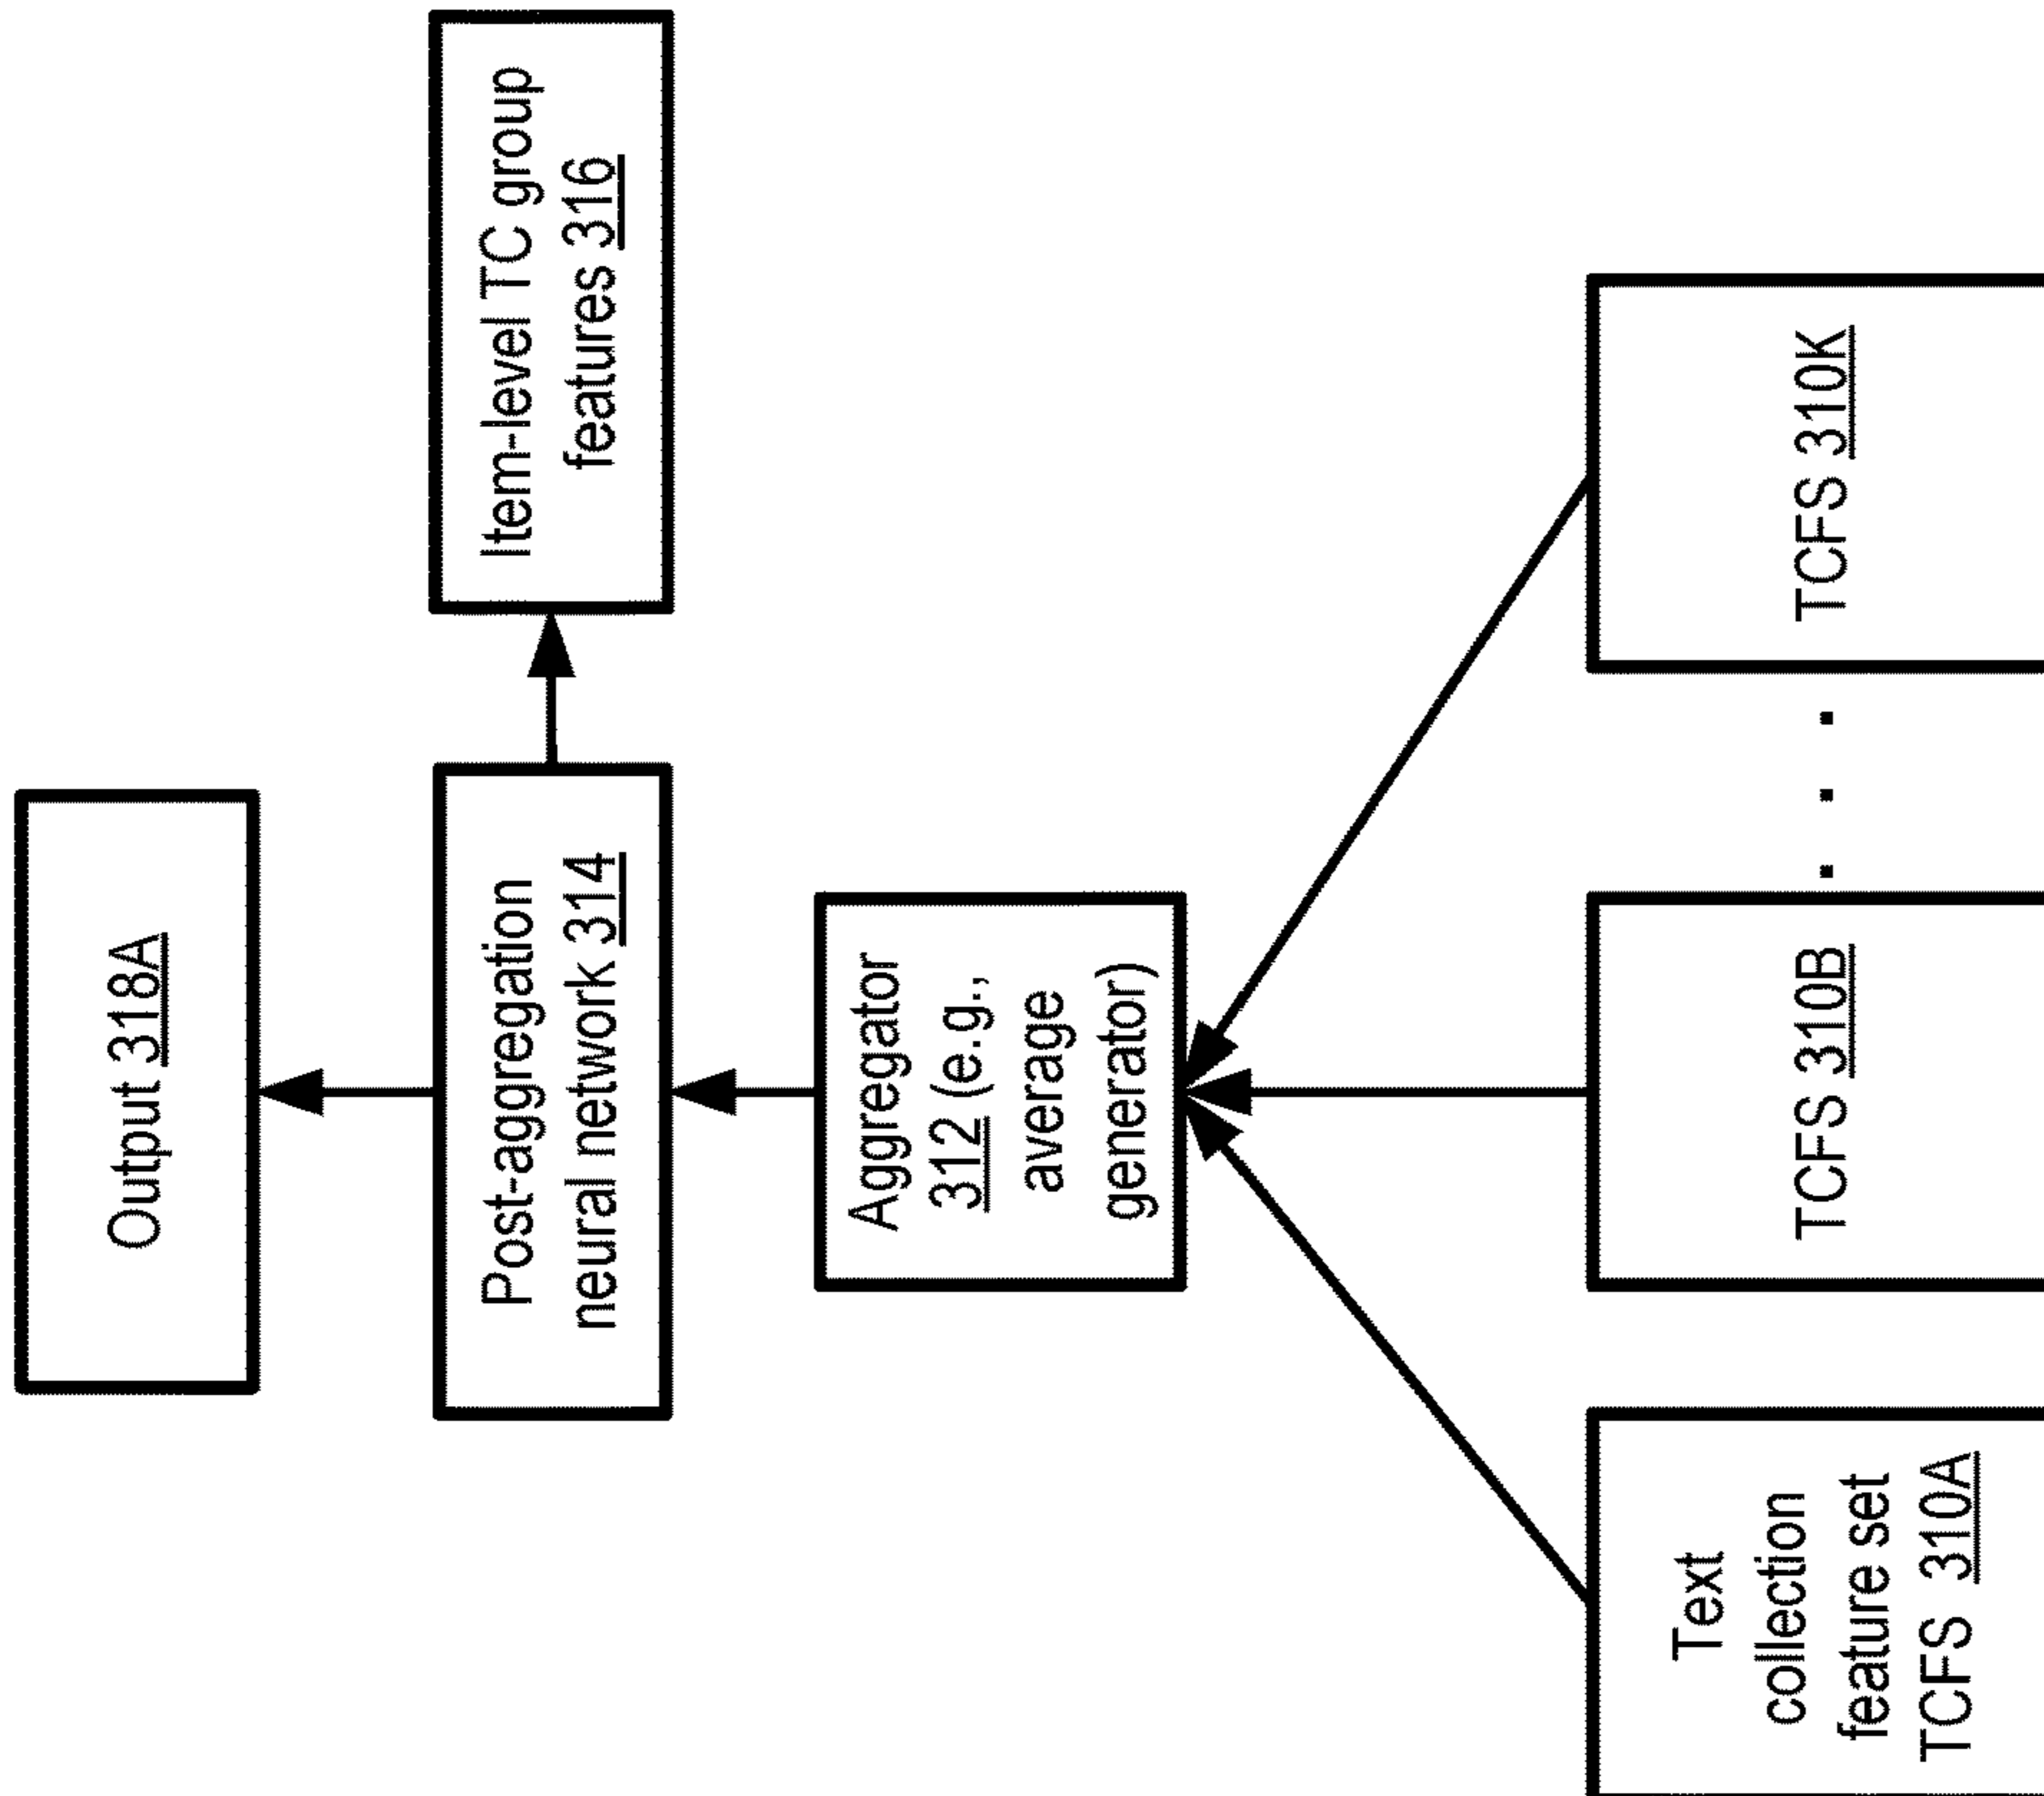 Output 318A
Post-aggregation
neural network 314
Item-level TC group
features 316
Aggregator
312 (e.g.,
average
generator)
Text
collection
feature set
TCFS 310A
TCFS 310B
. . .
TCFS 310K